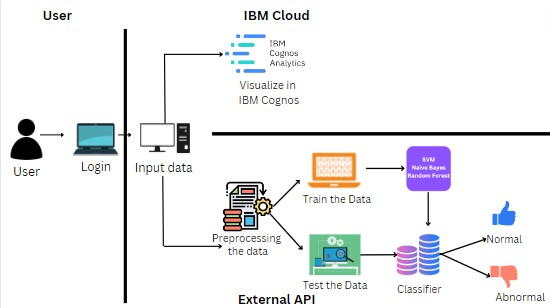 User
IBM Cloud
IBM
Cognos
Analytics
Visualize in
IBM Cognos
User
Login
Input data
SVM
Naive Bayes
Random Forest
Train the Data
Preprocessing
the data
Test the Data
Classifier
Normal
Abnormal
External API